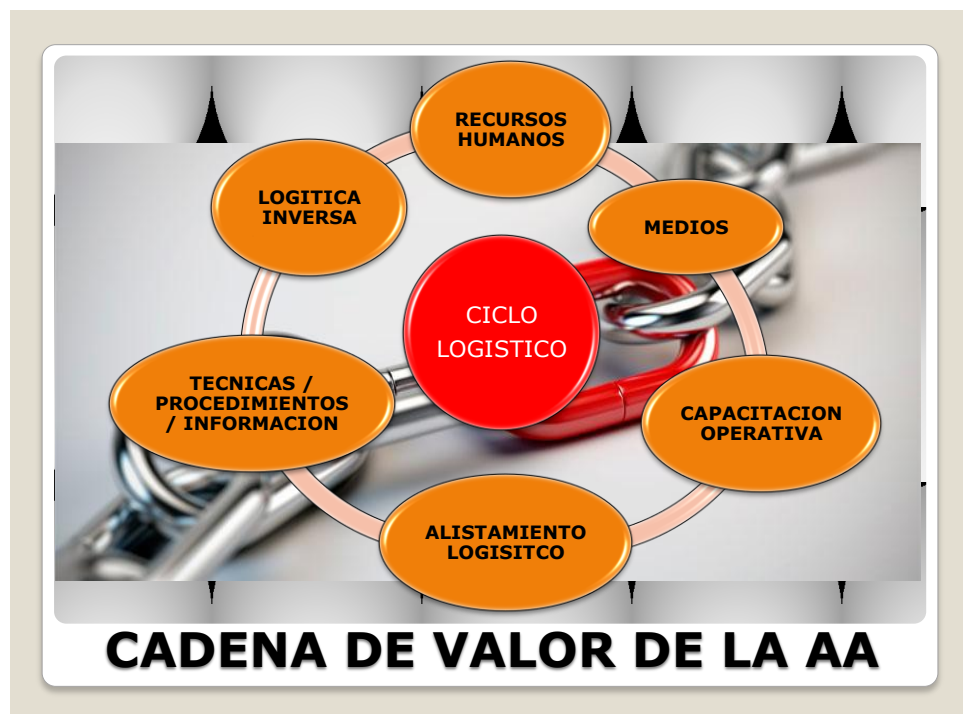 RECURSOS
HUMANOS
MEDIOS
CAPACITACION
OPERATIVA
ALISTAMIENTO
LOGISITCO
TECNICAS /
PROCEDIMIENTOS
/ INFORMACION
LOGITICA
INVERSA
CICLO
LOGISTICO
CADENA DE VALOR DE LA AA